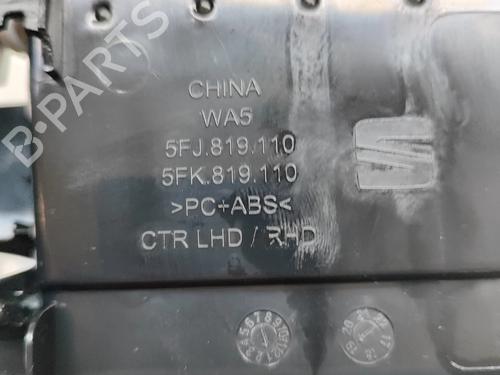 CHINA
WA5
5FJ.819.110
5FK.819.110
>PC+ABS<
CTR LHD / RHD
B-PARTS